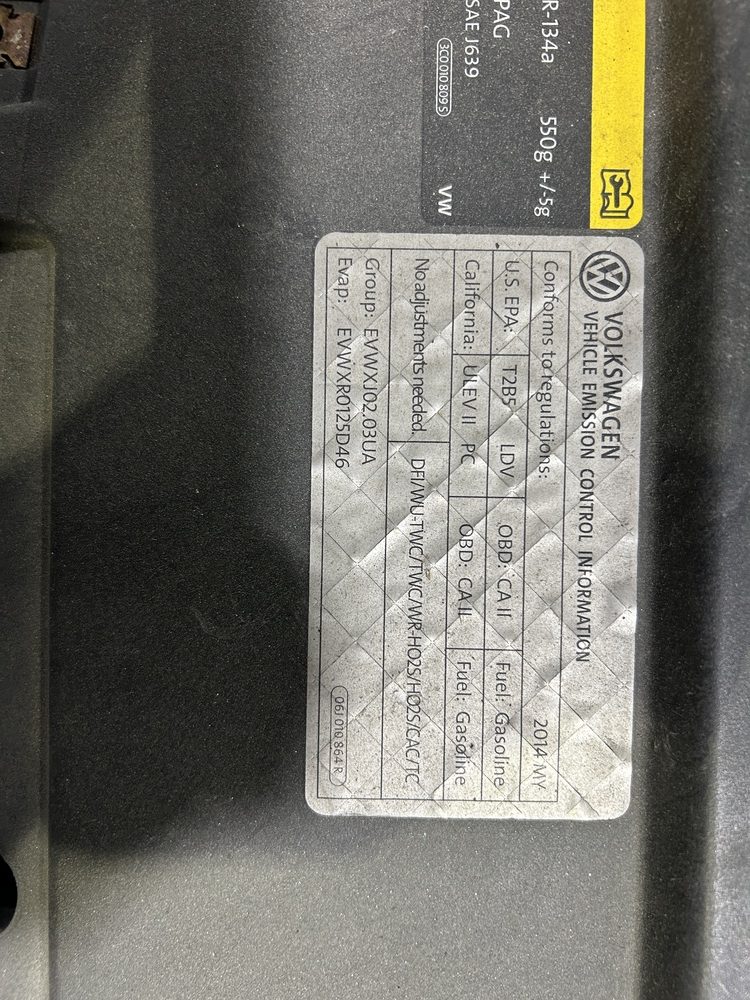 R-134a 550g +/-5g
PAG
SAE J639
3C0 010 809 S VW
VOLKSWAGEN
VEHICLE EMISSION CONTROL INFORMATION
Conforms to regulations: 2014 MY
U.S. EPA: T2B5 LDV OBD: CA II Fuel: Gasoline
California: ULEV II PC OBD: CA II Fuel: Gasoline
No adjustments needed. DFI/WU-TWC/TWC/WR-HO2S/HO2S/CAC/TC
Group: EVWXJ02.03UA
Evap: EVWXR0125D46
06J 010 864 R